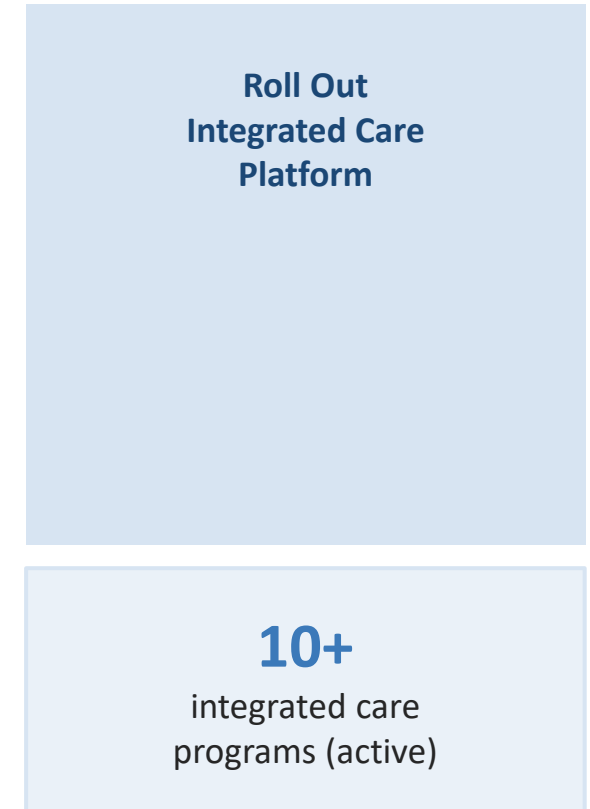 Roll Out
Integrated Care
Platform
10+
integrated care
programs (active)